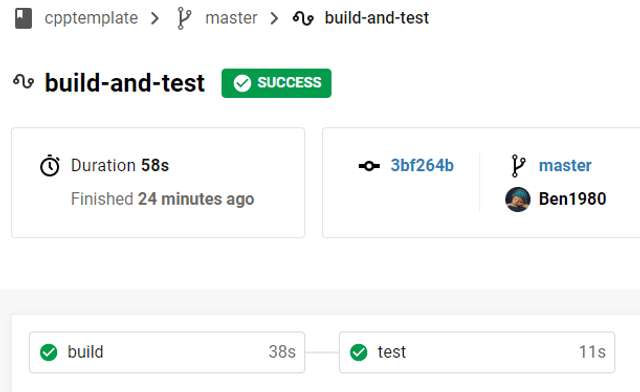 cpptemplate master build-and-test
build-and-test SUCCESS
Duration 58s 3bf264b master
Finished 24 minutes ago Ben1980
build 38s test 11s